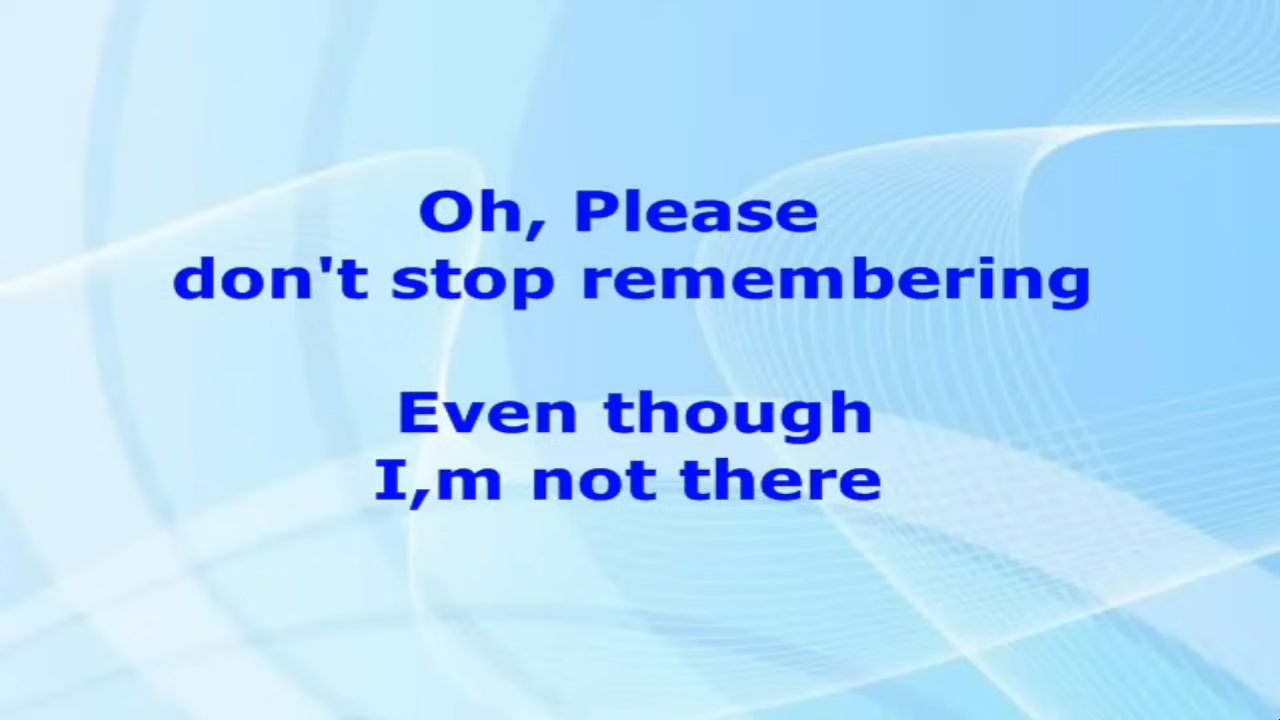 Oh, Please
don't stop remembering
Even though
I,m not there